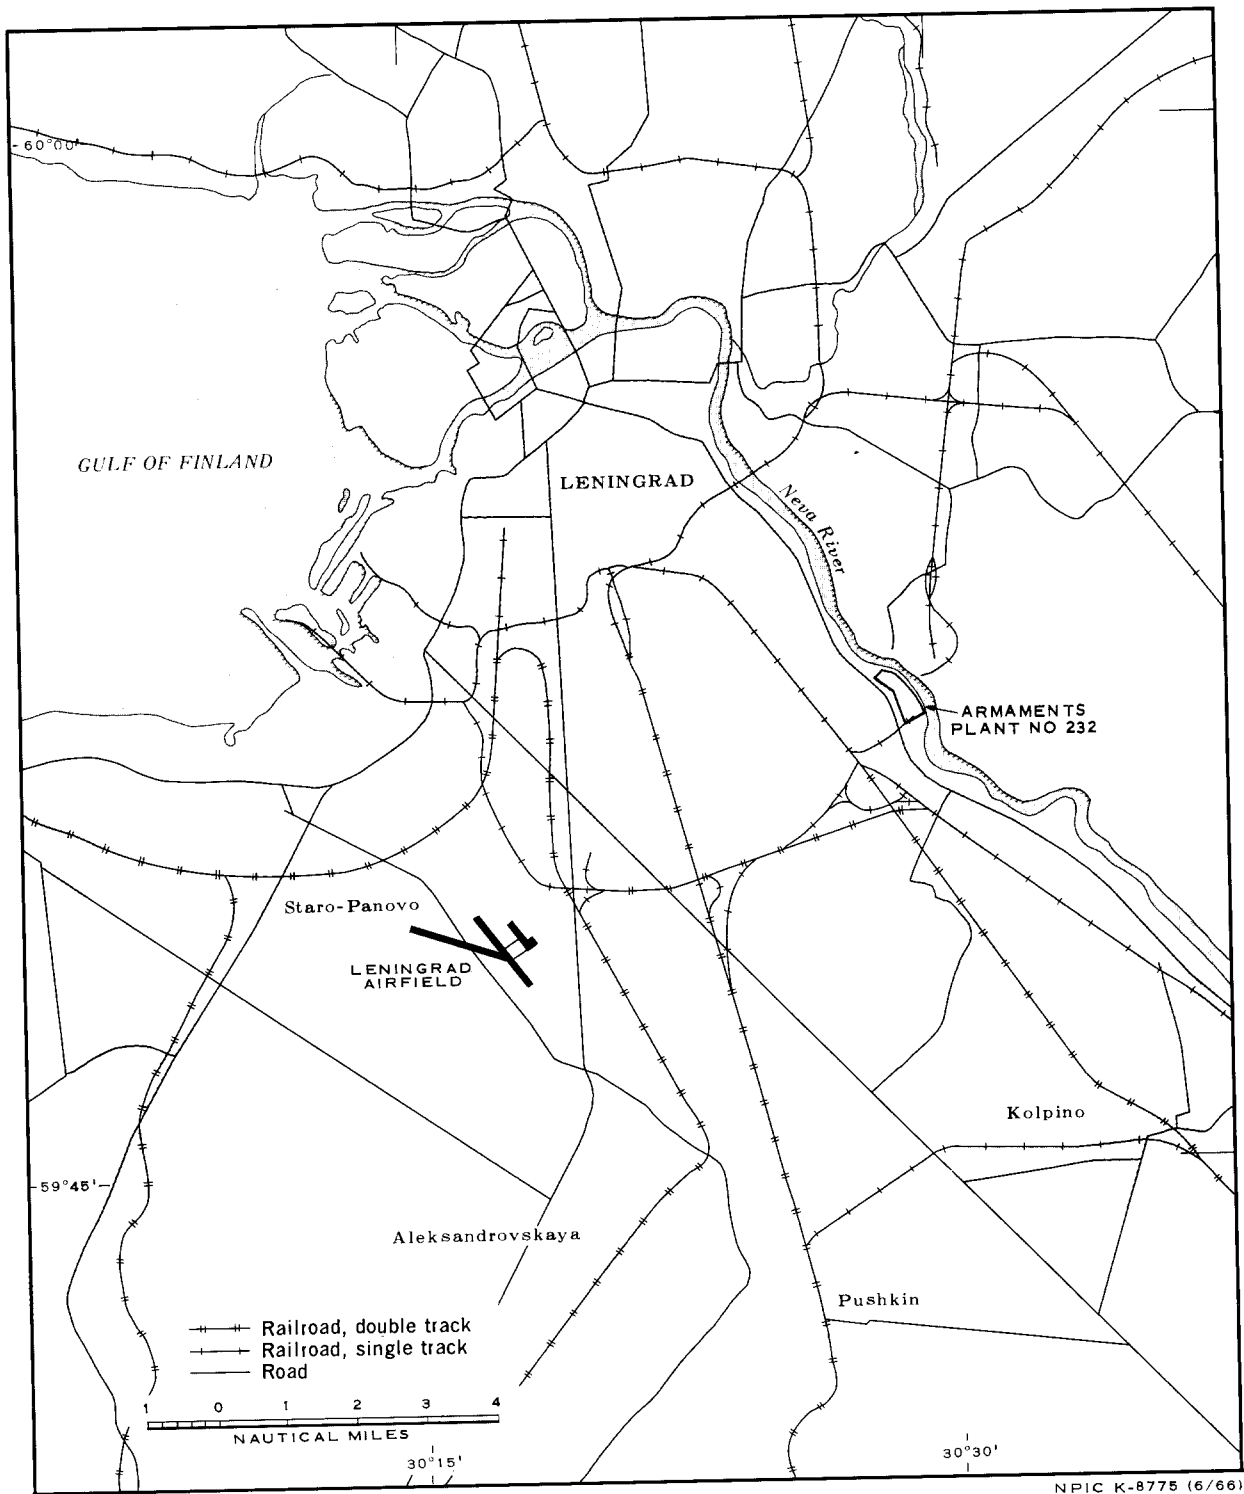 60°00'
GULF OF FINLAND
LENINGRAD
Neva River
ARMAMENTS
PLANT NO 232
Staro-Panovo
LENINGRAD
AIRFIELD
Kolpino
59°45'
Aleksandrovskaya
Pushkin
Railroad, double track
Railroad, single track
Road
1 0 1 2 3 4
NAUTICAL MILES
30°15'
30°30'
NPIC K-8775 (6/66)